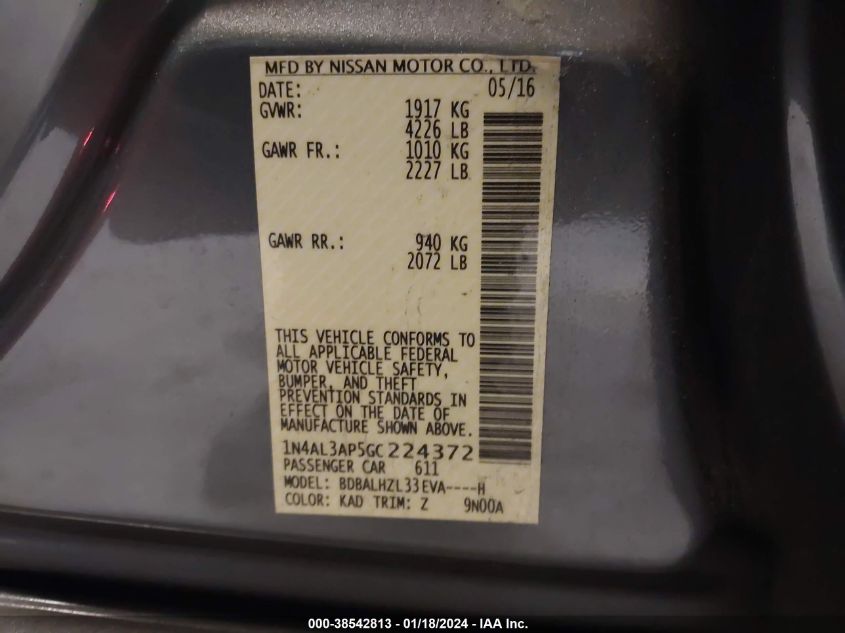 MFD BY NISSAN MOTOR CO., LTD.
DATE: 05/16
GVWR: 1917 KG
4226 LB
GAWR FR.: 1010 KG
2227 LB
GAWR RR.: 940 KG
2072 LB
THIS VEHICLE CONFORMS TO
ALL APPLICABLE FEDERAL
MOTOR VEHICLE SAFETY,
BUMPER, AND THEFT
PREVENTION STANDARDS IN
EFFECT ON THE DATE OF
MANUFACTURE SHOWN ABOVE.
1N4AL3AP5GC224372
PASSENGER CAR 611
MODEL: BDBALHZL33EVA----H
COLOR: KAD TRIM: Z 9N00A
000-38542813 - 01/18/2024 - IAA Inc.